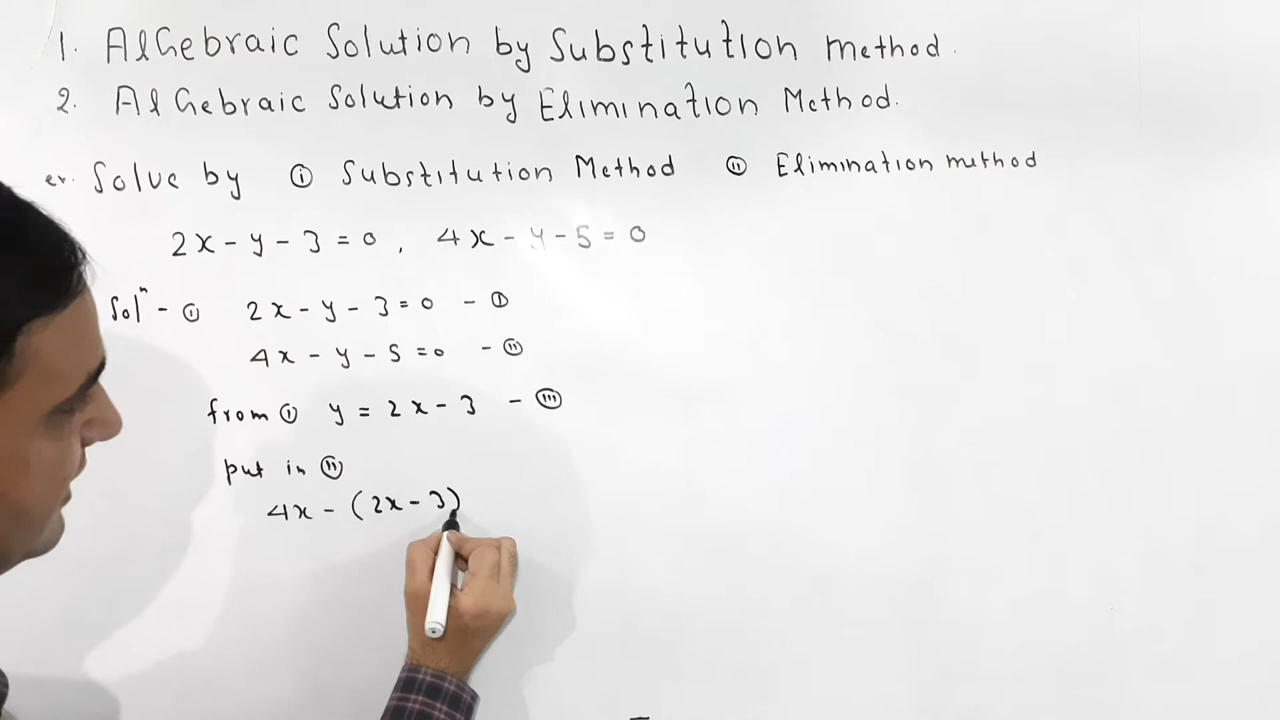 1. Algebraic Solution by Substitution method.
2. Algebraic Solution by Elimination Method.
ex. Solve by (i) Substitution Method (ii) Elimination method
2x - y - 3 = 0, 4x - y - 5 = 0
Solⁿ - (i) 2x - y - 3 = 0 - (i)
4x - y - 5 = 0 - (ii)
from (i) y = 2x - 3 - (iii)
put in (ii)
4x - (2x - 3)